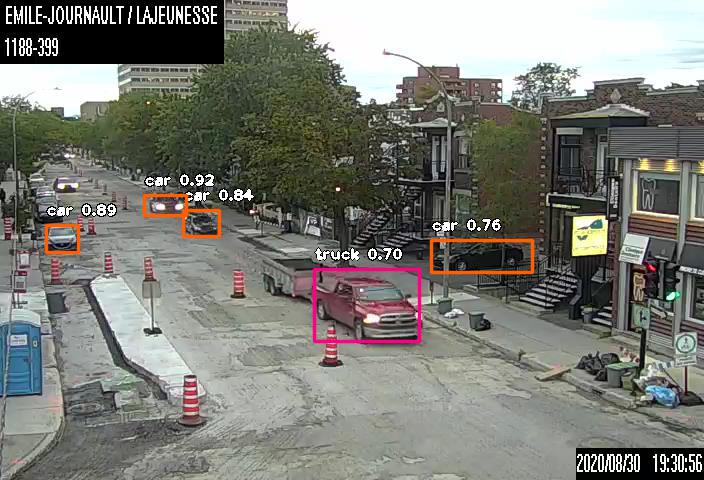 EMILE-JOURNAULT / LAJEUNESSE
1188-399
car 0.92
car 0.84
car 0.89
car 0.76
truck 0.70
2020/08/30 19:30:56